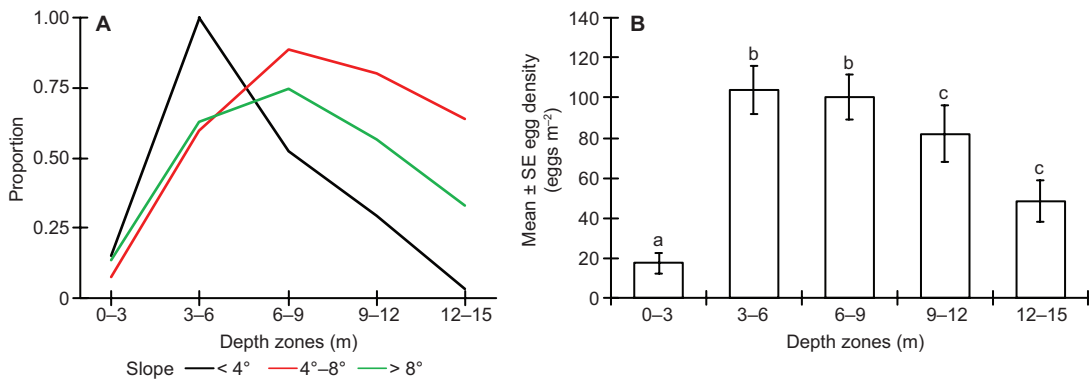 A
1.00
0.75
0.50
0.25
0
Proportion
0–3 3–6 6–9 9–12 12–15
Depth zones (m)
Slope < 4° 4°–8° > 8°
B
140
120
100
80
60
40
20
0
Mean ± SE egg density
(eggs m⁻²)
a b b c c
0–3 3–6 6–9 9–12 12–15
Depth zones (m)